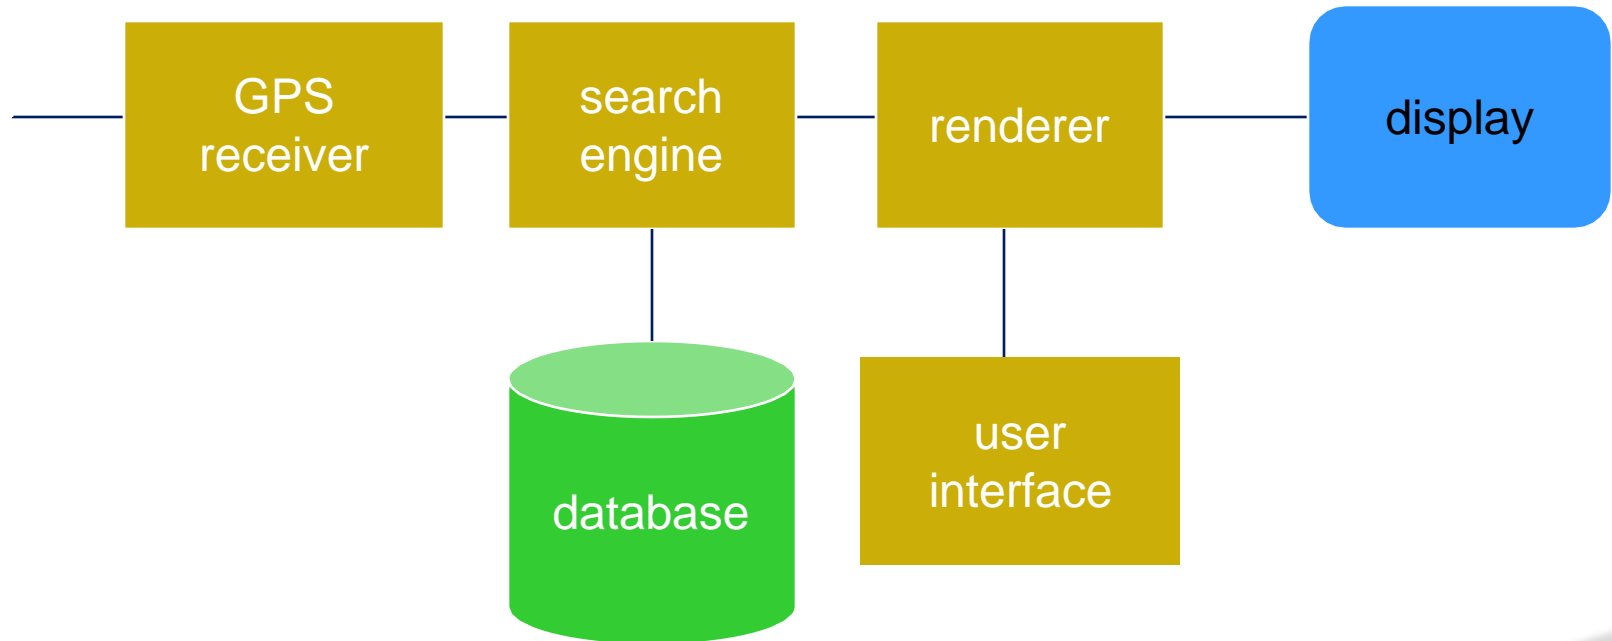 GPS
receiver
search
engine
renderer
display
database
user
interface